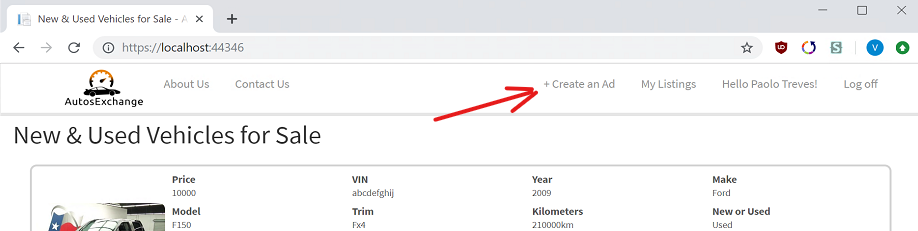 New & Used Vehicles for Sale - A
https://localhost:44346
V
AutosExchange
About Us
Contact Us
+ Create an Ad
My Listings
Hello Paolo Treves!
Log off
New & Used Vehicles for Sale
Price
VIN
Year
Make
10000
abcdefghij
2009
Ford
Model
Trim
Kilometers
New or Used
F150
Fx4
210000km
Used